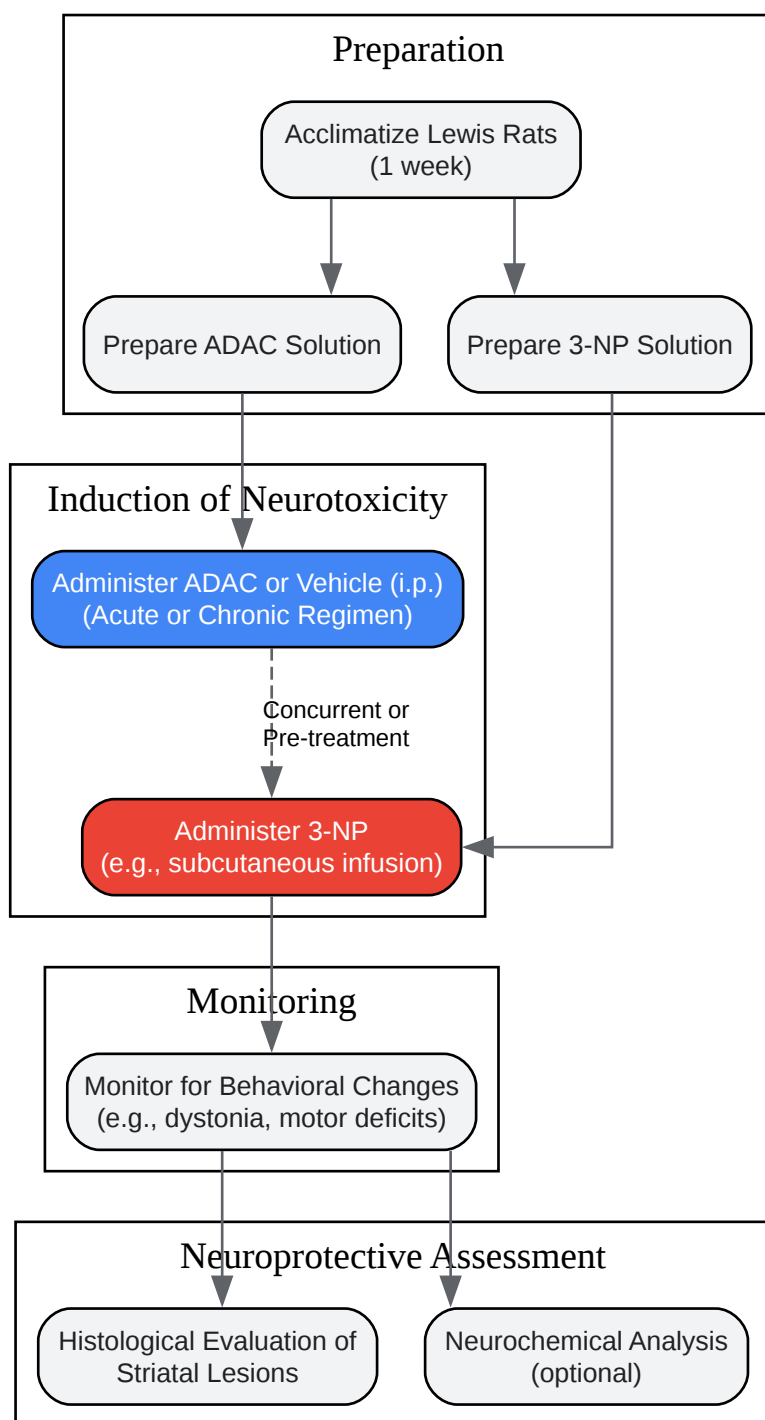 Preparation
Acclimatize Lewis Rats
(1 week)
Prepare ADAC Solution
Prepare 3-NP Solution
Induction of Neurotoxicity
Administer ADAC or Vehicle (i.p.)
(Acute or Chronic Regimen)
Concurrent or
Pre-treatment
Administer 3-NP
(e.g., subcutaneous infusion)
Monitoring
Monitor for Behavioral Changes
(e.g., dystonia, motor deficits)
Neuroprotective Assessment
Histological Evaluation of
Striatal Lesions
Neurochemical Analysis
(optional)